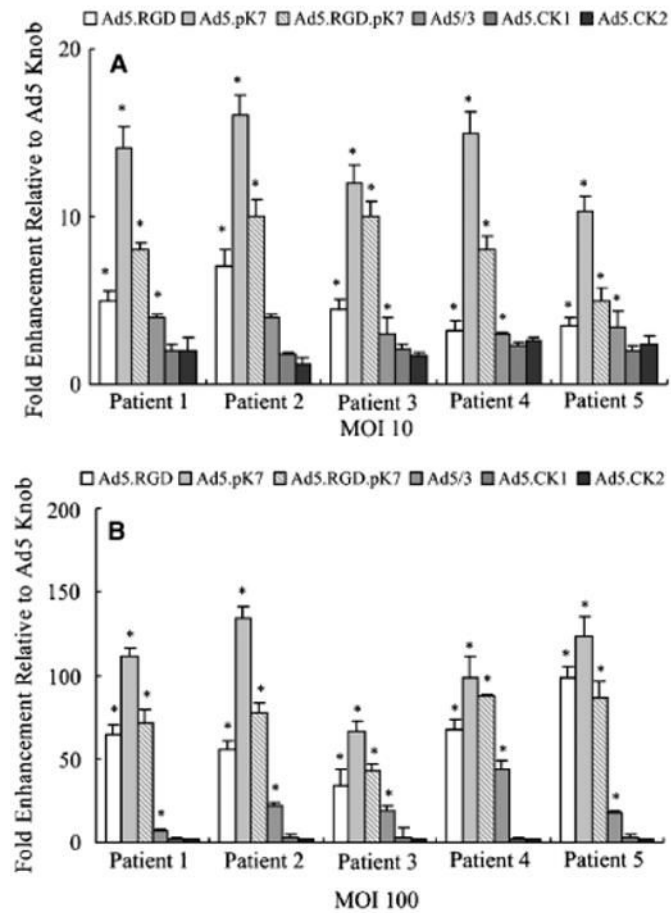 Ad5.RGD Ad5.pK7 Ad5.RGD.pK7 Ad5/3 Ad5.CK1 Ad5.CK2
A
Fold Enhancement Relative to Ad5 Knob
20
10
0
* * * *
* * *
* * * *
* * * *
* * * *
Patient 1 Patient 2 Patient 3 Patient 4 Patient 5
MOI 10
Ad5.RGD Ad5.pK7 Ad5.RGD.pK7 Ad5/3 Ad5.CK1 Ad5.CK2
B
Fold Enhancement Relative to Ad5 Knob
200
150
100
50
0
* * * *
* * * *
* * * *
* * * *
* * * *
Patient 1 Patient 2 Patient 3 Patient 4 Patient 5
MOI 100